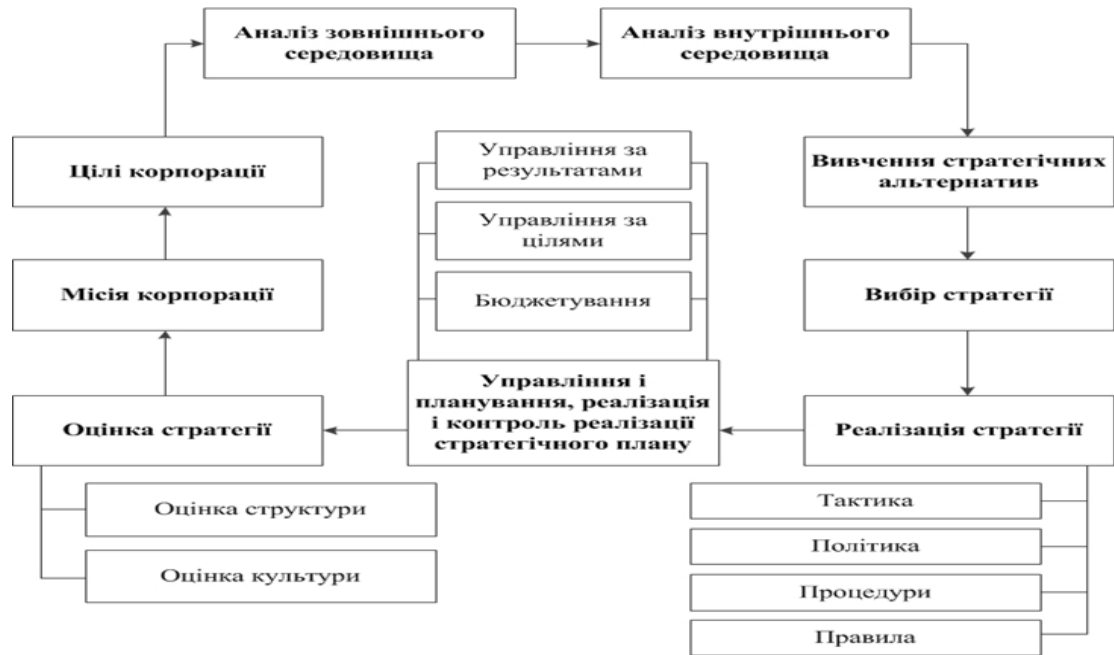 Аналіз зовнішнього
середовища
Аналіз внутрішнього
середовища
Цілі корпорації
Управління за
результатами
Вивчення стратегічних
альтернатив
Управління за
цілями
Місія корпорації
Бюджетування
Вибір стратегії
Оцінка стратегії
Управління і
планування, реалізація
і контроль реалізації
стратегічного плану
Реалізація стратегії
Оцінка структури
Оцінка культури
Тактика
Політика
Процедури
Правила